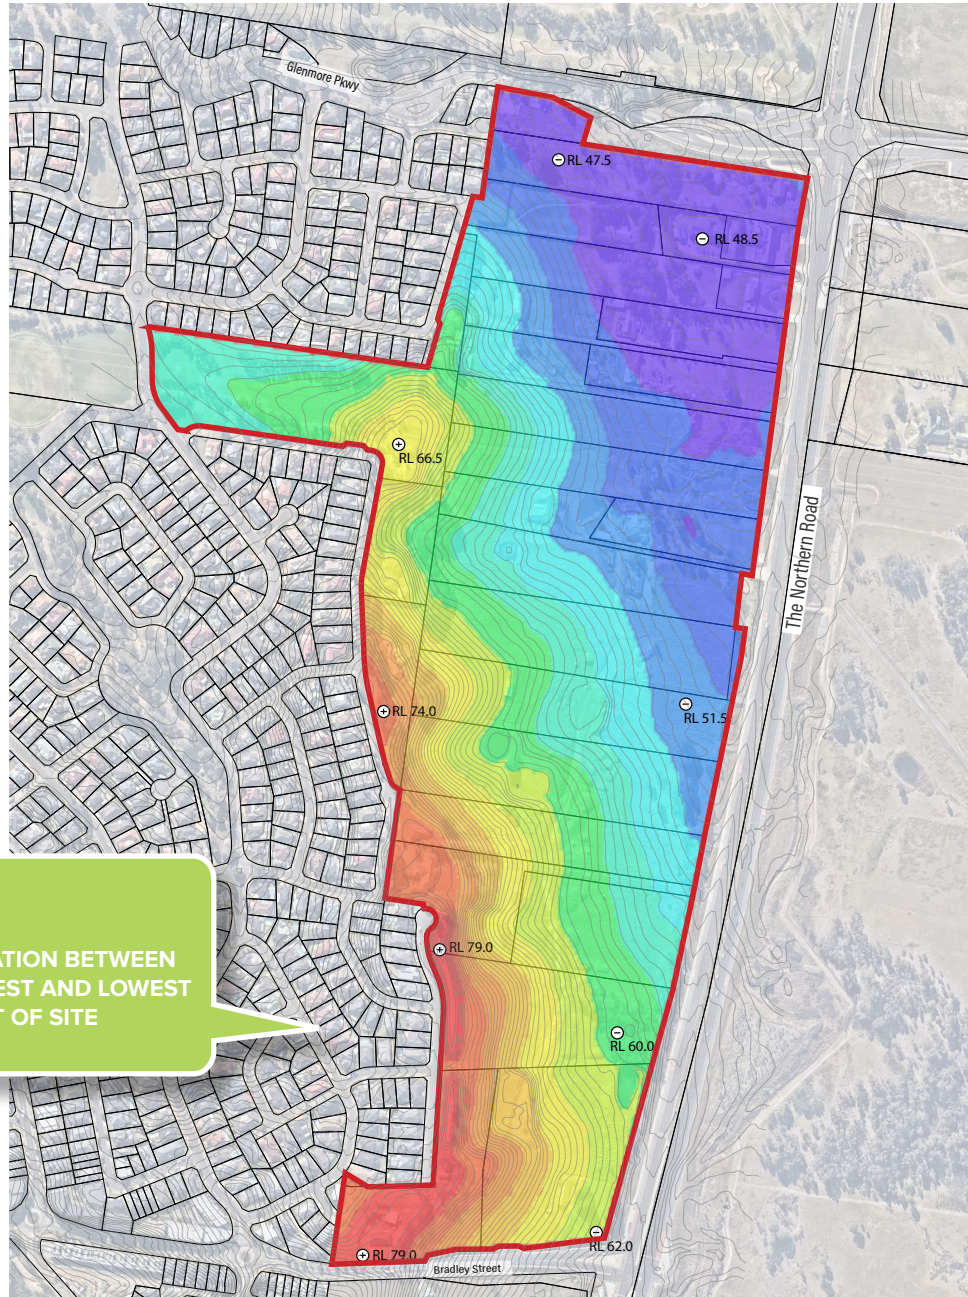 Glenmore Pkwy
RL 47.5
RL 48.5
RL 66.5
The Northern Road
RL 74.0
RL 51.5
RL 79.0
ATION BETWEEN
EST AND LOWEST
T OF SITE
RL 60.0
RL 62.0
RL 79.0
Bradley Street